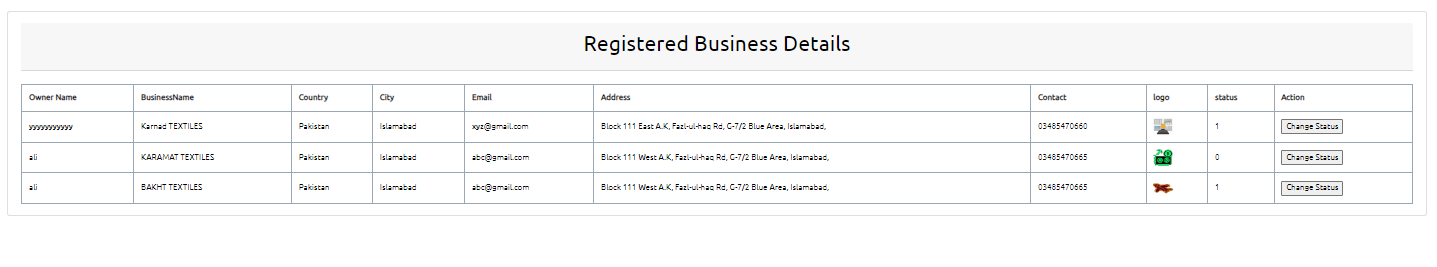 Registered Business Details
Owner Name BusinessName Country City Email Address Contact logo status Action
yyyyyyyyyyy Karnad TEXTILES Pakistan Islamabad xyz@gmail.com Block 111 East A.K, Fazl-ul-haq Rd, G-7/2 Blue Area, Islamabad, 03485470660 1 Change Status
ali KARAMAT TEXTILES Pakistan Islamabad abc@gmail.com Block 111 West A.K, Fazl-ul-haq Rd, G-7/2 Blue Area, Islamabad, 03485470665 0 Change Status
ali BAKHT TEXTILES Pakistan Islamabad abc@gmail.com Block 111 West A.K, Fazl-ul-haq Rd, G-7/2 Blue Area, Islamabad, 03485470665 1 Change Status